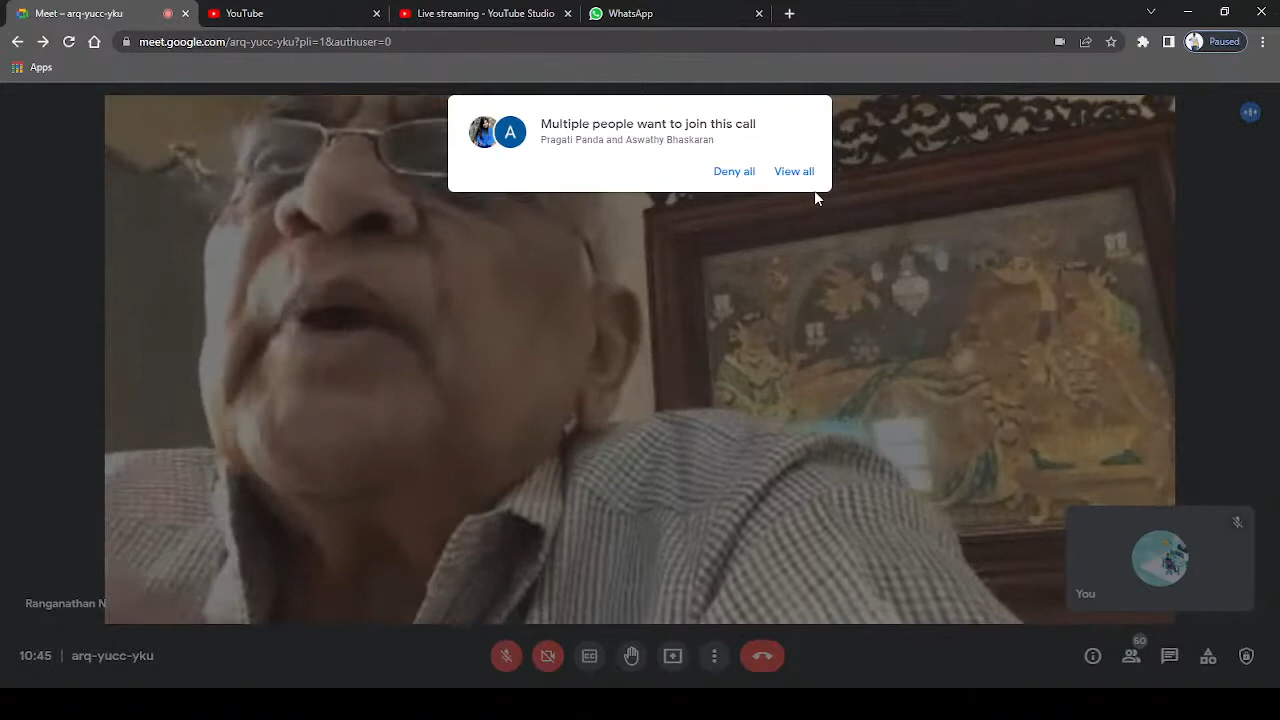 Meet – arq-yucc-yku
YouTube
Live streaming - YouTube Studio
WhatsApp
meet.google.com/arq-yucc-yku?pli=1&authuser=0
Paused
Apps
A
Multiple people want to join this call
Pragati Panda and Aswathy Bhaskaran
Deny all
View all
You
Ranganathan N
10:45 | arq-yucc-yku
CC
60